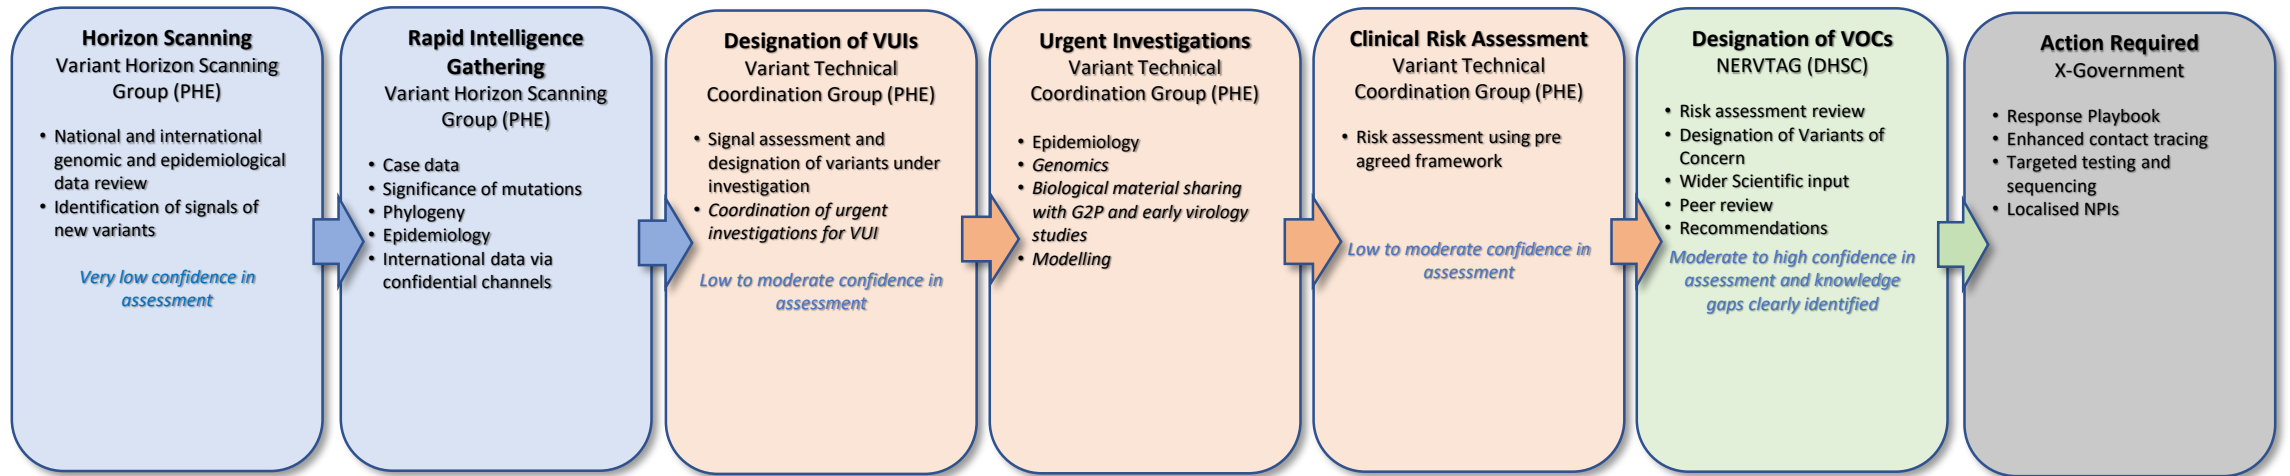 Horizon Scanning
Variant Horizon Scanning
Group (PHE)
• National and international
genomic and epidemiological
data review
• Identification of signals of
new variants
Very low confidence in
assessment
Rapid Intelligence
Gathering
Variant Horizon Scanning
Group (PHE)
• Case data
• Significance of mutations
• Phylogeny
• Epidemiology
• International data via
confidential channels
Designation of VUIs
Variant Technical
Coordination Group (PHE)
• Signal assessment and
designation of variants under
investigation
• Coordination of urgent
investigations for VUI
Low to moderate confidence in
assessment
Urgent Investigations
Variant Technical
Coordination Group (PHE)
• Epidemiology
• Genomics
• Biological material sharing
with G2P and early virology
studies
• Modelling
Clinical Risk Assessment
Variant Technical
Coordination Group (PHE)
• Risk assessment using pre
agreed framework
Low to moderate confidence in
assessment
Designation of VOCs
NERVTAG (DHSC)
• Risk assessment review
• Designation of Variants of
Concern
• Wider Scientific input
• Peer review
• Recommendations
Moderate to high confidence in
assessment and knowledge
gaps clearly identified
Action Required
X-Government
• Response Playbook
• Enhanced contact tracing
• Targeted testing and
sequencing
• Localised NPIs